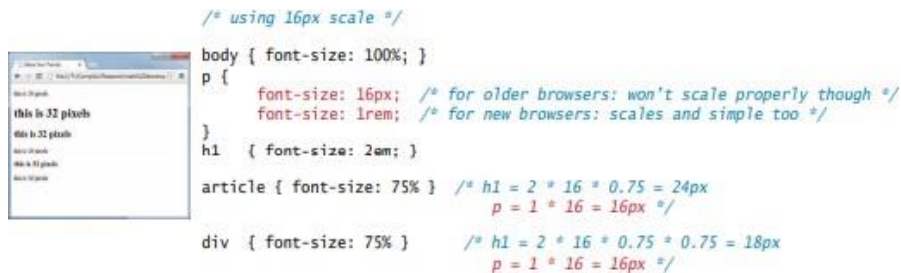 /* using 16px scale */
body { font-size: 100%; }
p {
font-size: 16px; /* for older browsers: won't scale properly though */
font-size: 1rem; /* for new browsers: scales and simple too */
}
h1 { font-size: 2em; }
article { font-size: 75% } /* h1 = 2 * 16 * 0.75 = 24px
p = 1 * 16 = 16px */
div { font-size: 75% } /* h1 = 2 * 16 * 0.75 * 0.75 = 18px
p = 1 * 16 = 16px */
this is 32 pixels
this is 32 pixels